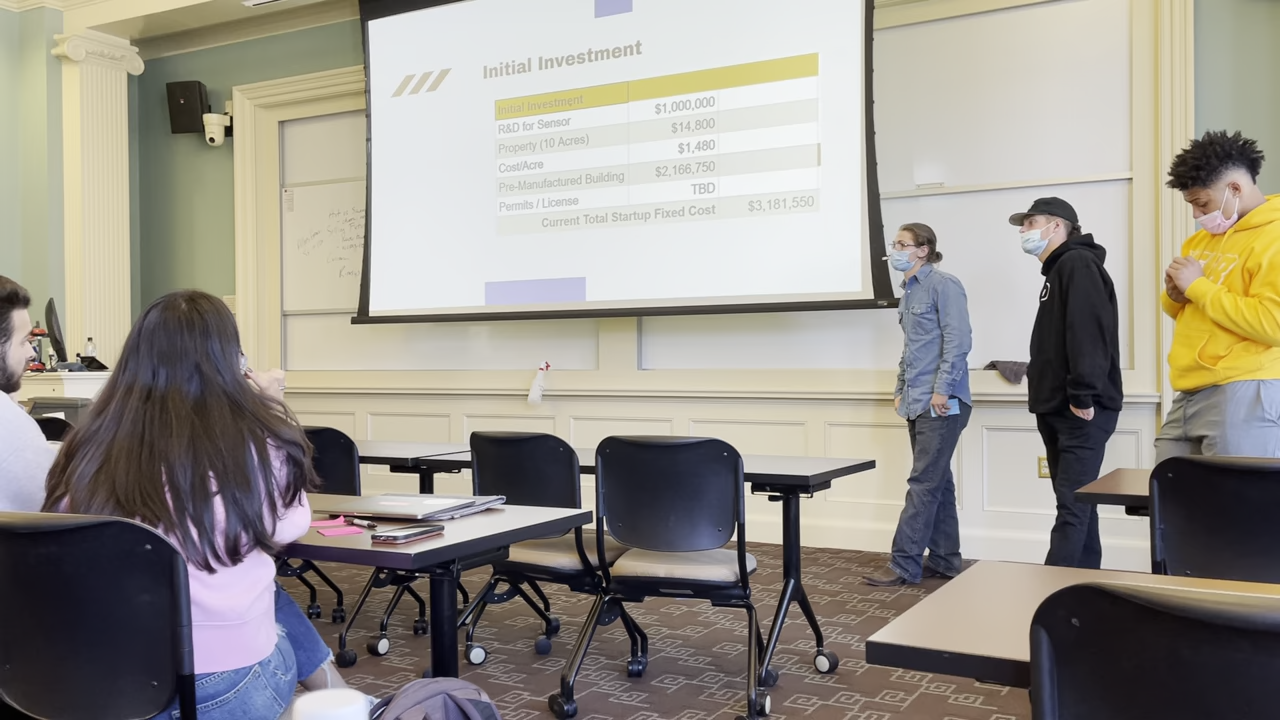 Initial Investment
Initial Investment
R&D for Sensor $1,000,000
Property (10 Acres) $14,800
Cost/Acre $1,480
Pre-Manufactured Building $2,166,750
Permits / License TBD
Current Total Startup Fixed Cost $3,181,550